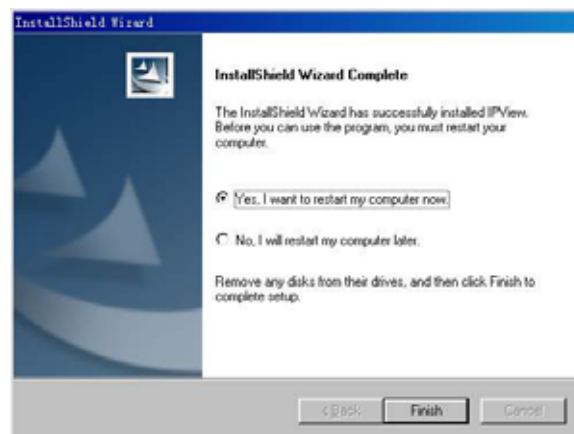 InstallShield Wizard
InstallShield Wizard Complete
The InstallShield Wizard has successfully installed IPView.
Before you can use the program, you must restart your
computer.
Yes, I want to restart my computer now.
No, I will restart my computer later.
Remove any disks from their drives, and then click Finish to
complete setup.
< Back
Finish
Cancel